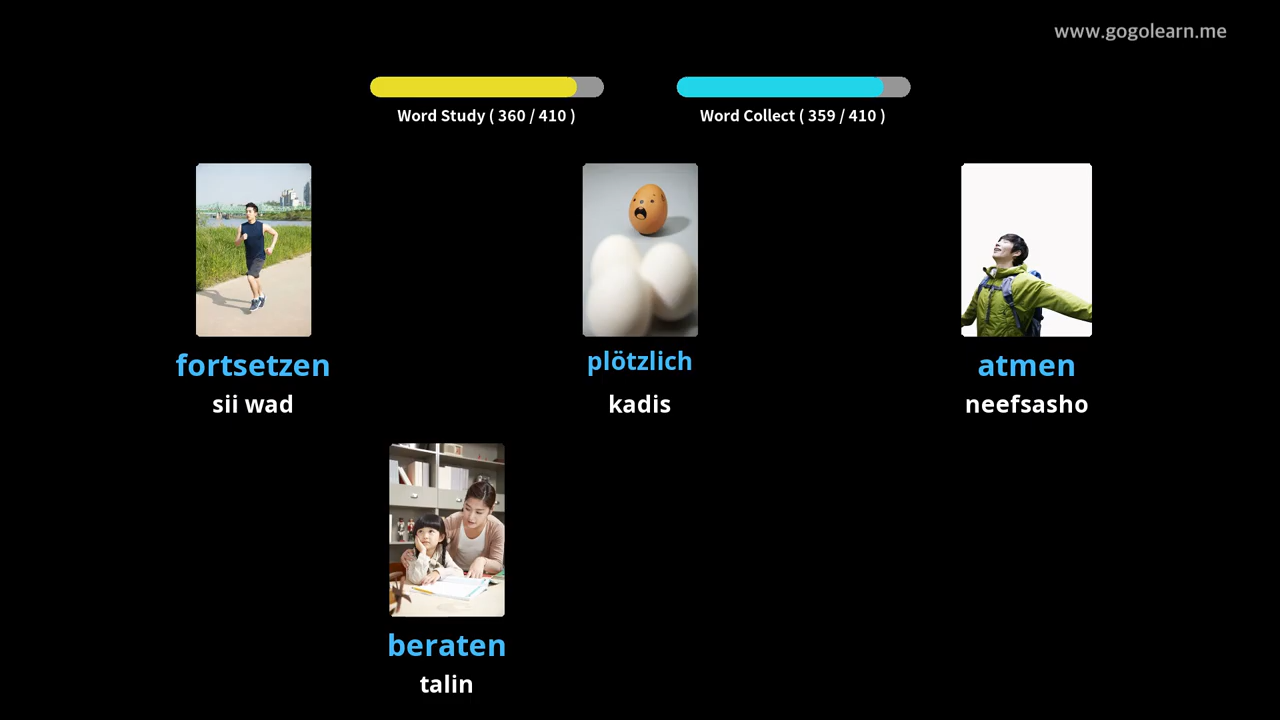 www.gogolearn.me
Word Study ( 360 / 410 )
Word Collect ( 359 / 410 )
fortsetzen
sii wad
plötzlich
kadis
atmen
neefsasho
beraten
talin